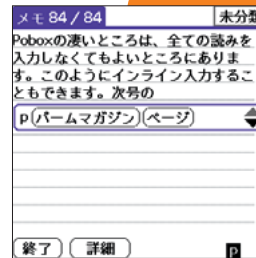 メモ 84 / 84
未分類
Poboxの凄いところは、全ての読みを
入力しなくてもよいところにありま
す。このようにインライン入力するこ
ともできます。次号の
p(パームマガジン)(ページ)
終了
詳細
P